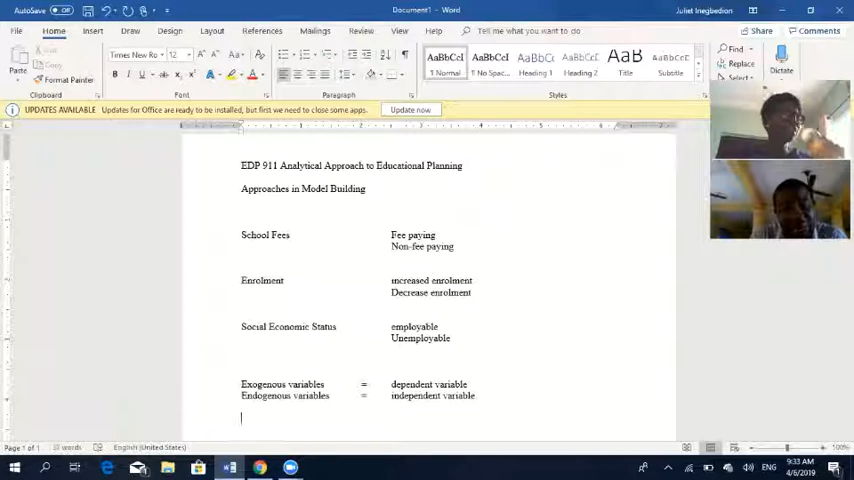 AutoSave Off Document1 - Word Juliet Inegbedion
File Home Insert Draw Design Layout References Mailings Review View Help Tell me what you want to do Share Comments
Paste Cut Copy Format Painter
Times New Ro 12
AaBbCcI AaBbCcI AaBbCcI AaBbCcI AaB AaBbCcL
1 Normal 1 No Spac... Heading 1 Heading 2 Title Subtitle
Find Replace Select Dictate
Clipboard Font Paragraph Styles
UPDATES AVAILABLE Updates for Office are ready to be installed, but first we need to close some apps. Update now
EDP 911 Analytical Approach to Educational Planning
Approaches in Model Building
School Fees Fee paying
Non-fee paying
Enrolment increased enrolment
Decrease enrolment
Social Economic Status employable
Unemployable
Exogenous variables = dependent variable
Endogenous variables = independent variable
Page 1 of 1 words English (United States) 100%
ENG 9:33 AM
4/6/2019